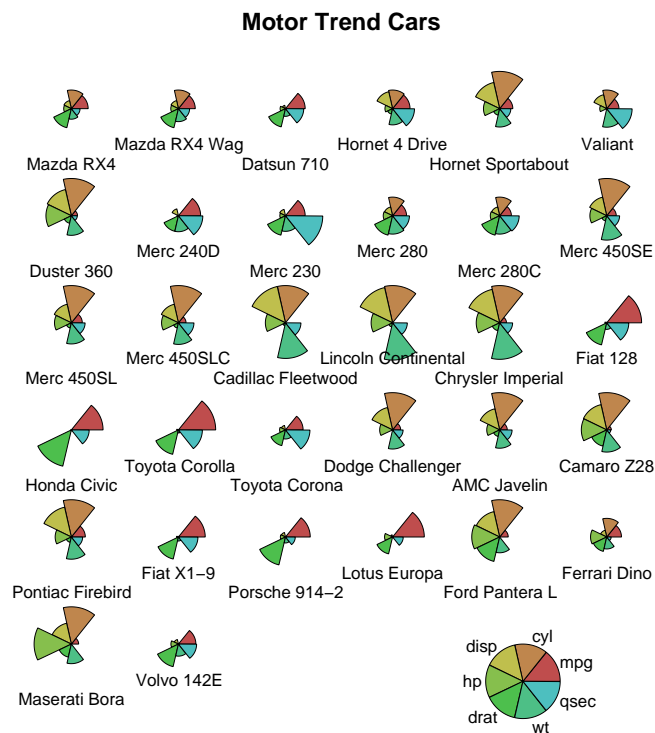 Motor Trend Cars
Mazda RX4
Mazda RX4 Wag
Datsun 710
Hornet 4 Drive
Hornet Sportabout
Valiant
Duster 360
Merc 240D
Merc 230
Merc 280
Merc 280C
Merc 450SE
Merc 450SL
Merc 450SLC
Cadillac Fleetwood
Lincoln Continental
Chrysler Imperial
Fiat 128
Honda Civic
Toyota Corolla
Toyota Corona
Dodge Challenger
AMC Javelin
Camaro Z28
Pontiac Firebird
Fiat X1−9
Porsche 914−2
Lotus Europa
Ford Pantera L
Ferrari Dino
Maserati Bora
Volvo 142E
mpg
cyl
disp
hp
drat
wt
qsec